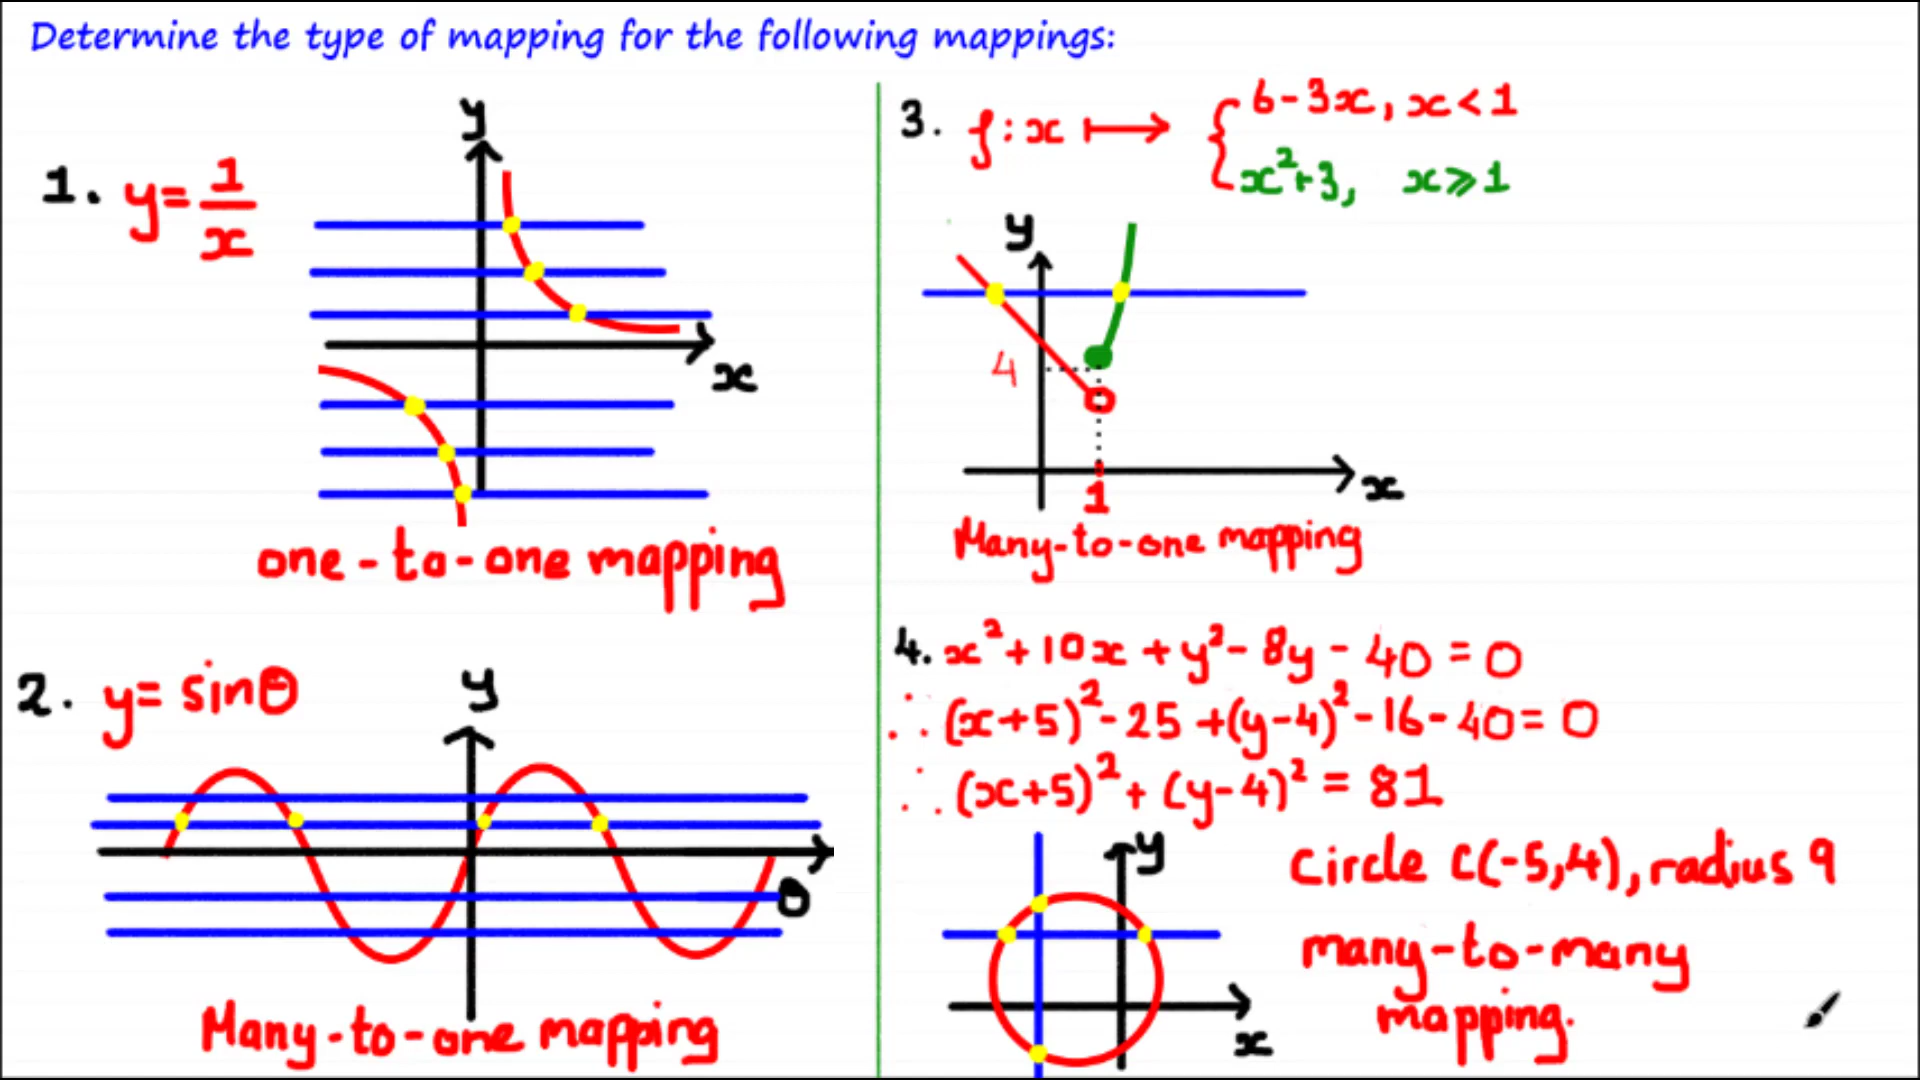 Determine the type of mapping for the following mappings:
1. y = 1/x
y
x
one-to-one mapping
2. y = sinθ
y
θ
Many-to-one mapping
3. f : x ⟼ { 6-3x, x<1
x²+3, x⩾1
y
4
1
x
Many-to-one mapping
4. x² + 10x + y² - 8y - 40 = 0
∴ (x+5)² - 25 + (y-4)² - 16 - 40 = 0
∴ (x+5)² + (y-4)² = 81
y
x
Circle C(-5,4), radius 9
many-to-many
mapping.